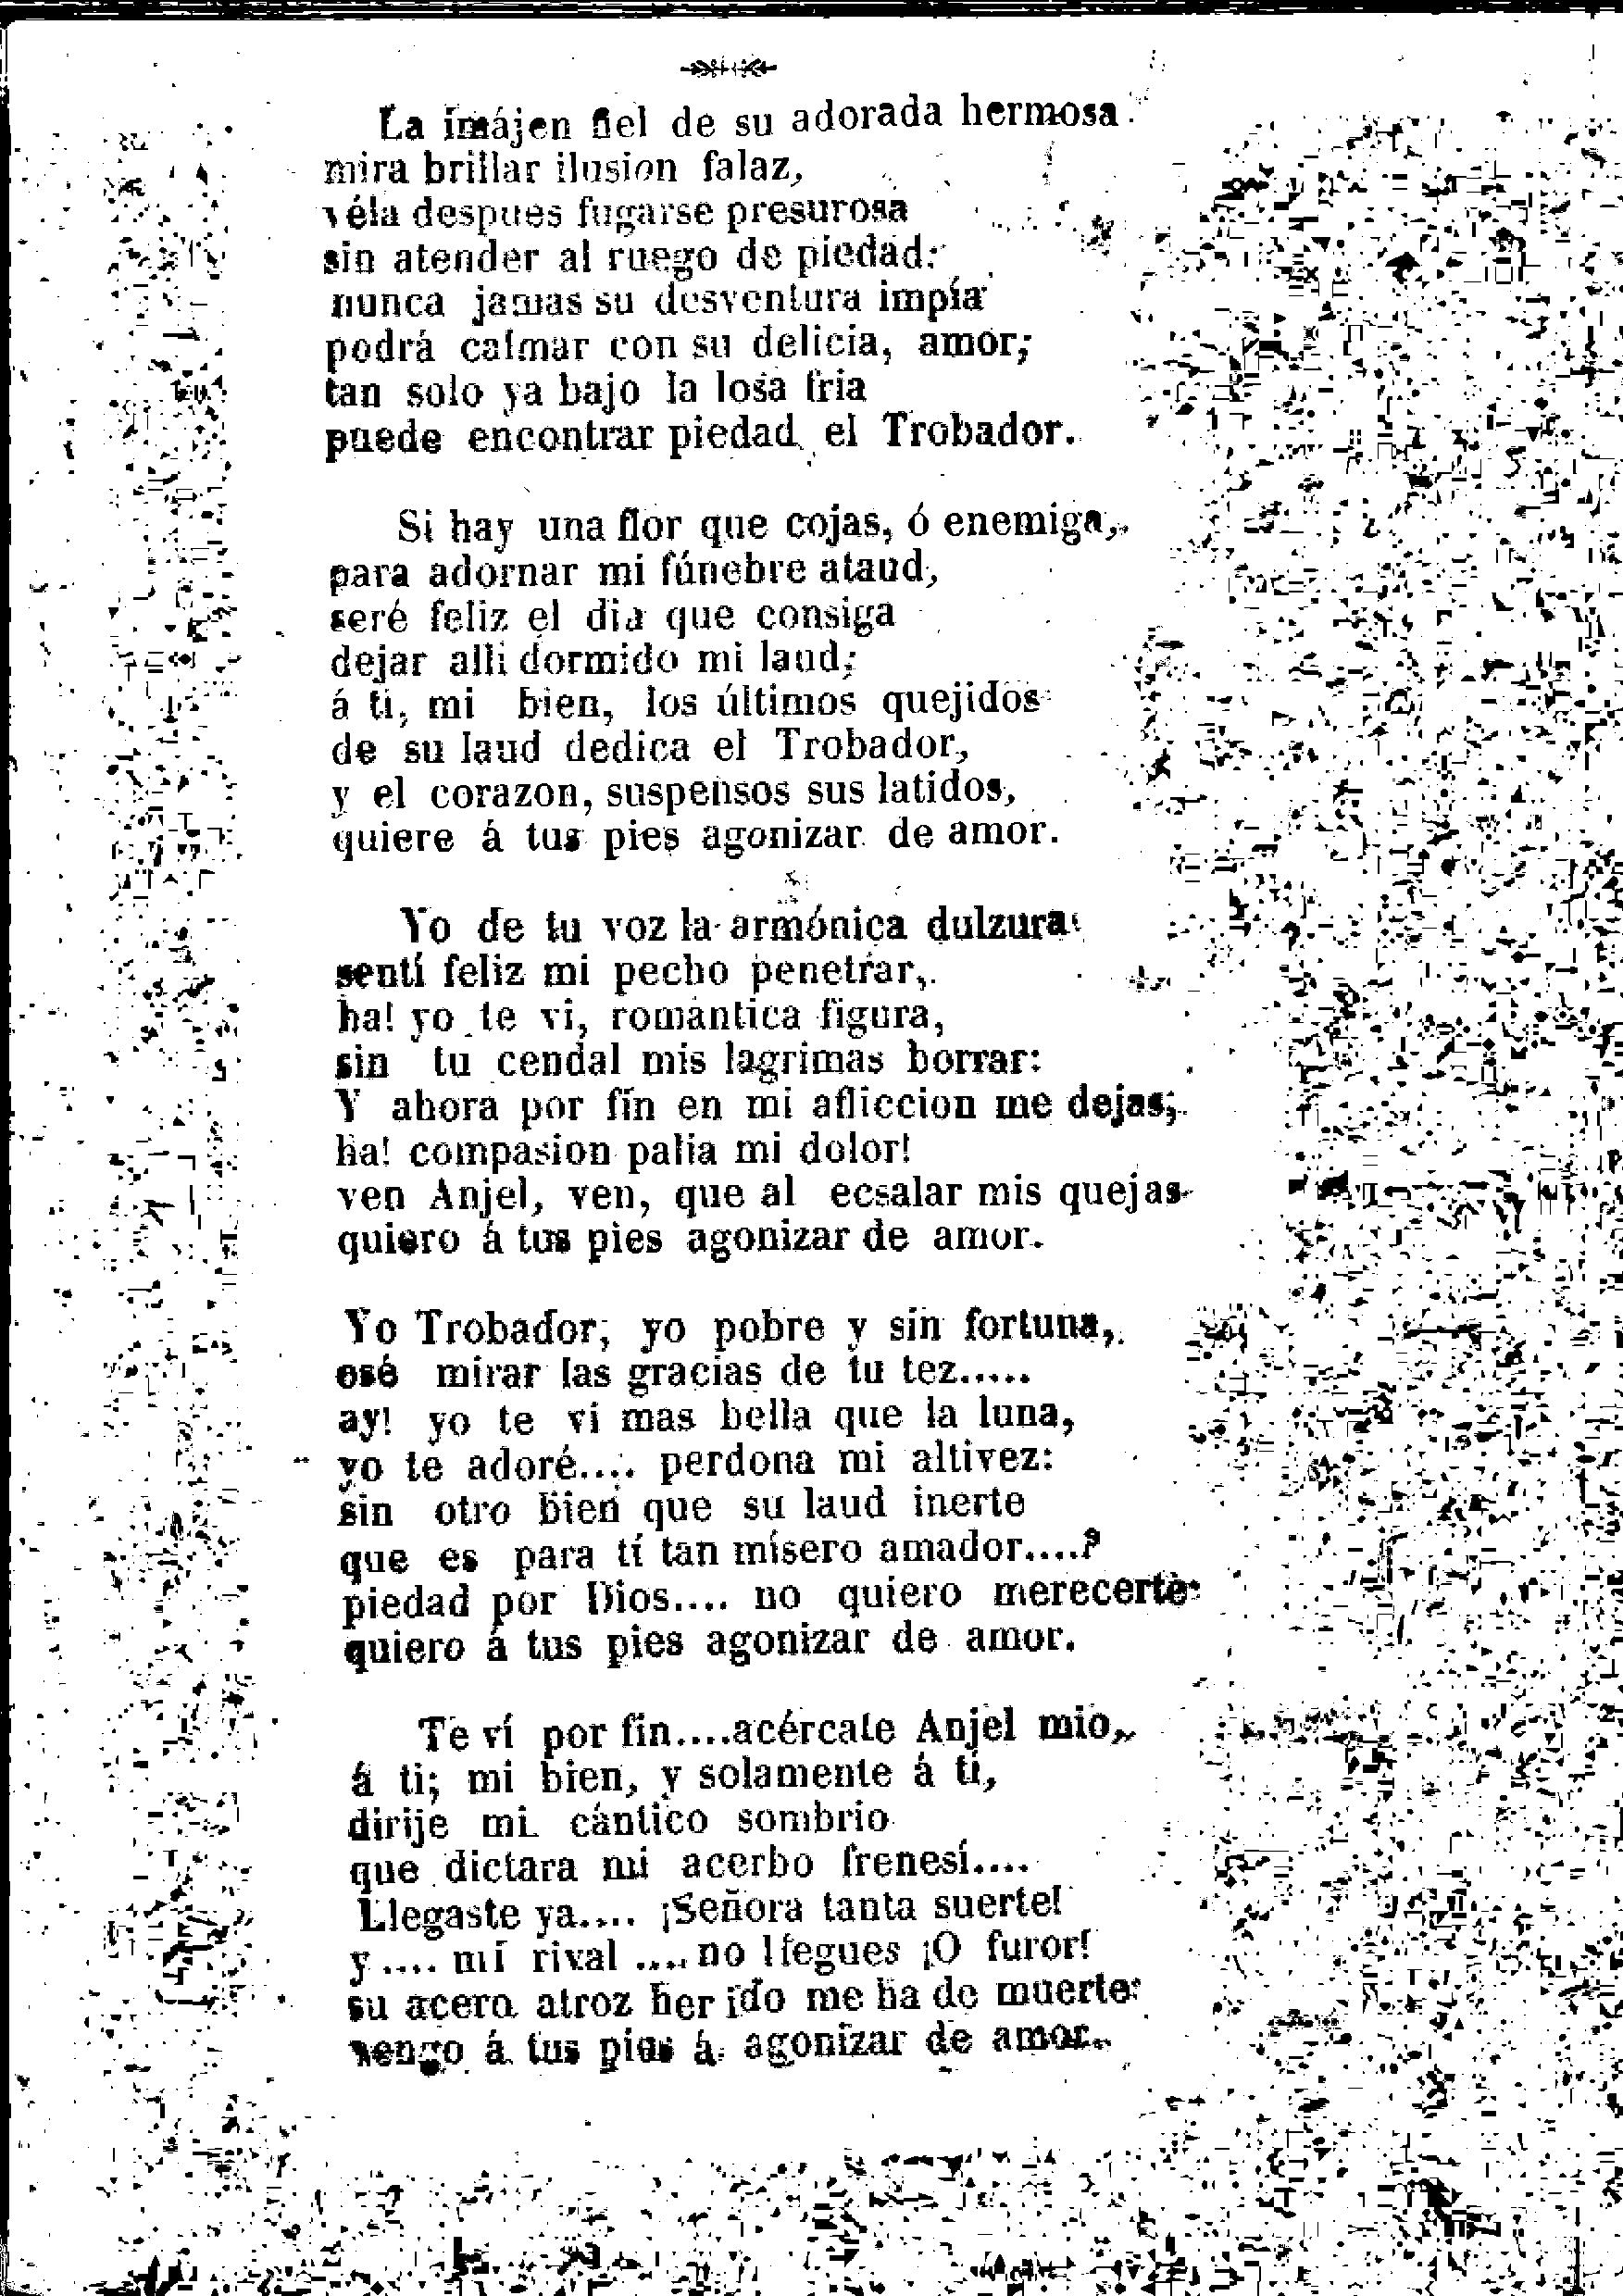 La imájen fiel de su adorada hermosa
mira brillar ilusion falaz,
véla despues fugarse presurosa
sin atender al ruego de piedad:
nunca jamas su desventura impía
podrá calmar con su delicia, amor;
tan solo ya bajo la losa fria
puede encontrar piedad el Trobador.

Si hay una flor que cojas, ó enemiga,
para adornar mi fúnebre ataud,
seré feliz el dia que consiga
dejar alli dormido mi laud;
á ti, mi bien, los últimos quejidos
de su laud dedica el Trobador,
y el corazon, suspensos sus latidos,
quiere á tus pies agonizar de amor.

Yo de tu voz la armónica dulzura
sentí feliz mi pecho penetrar,
ha! yo te vi, romántica figura,
sin tu cendal mis lagrimas borrar:
Y ahora por fin en mi afliccion me dejas;
ha! compasion palia mi dolor!
ven Anjel, ven, que al ecsalar mis quejas
quiero á tus pies agonizar de amor.

Yo Trobador, yo pobre y sin fortuna,
osé mirar las gracias de tu tez.....
ay! yo te vi mas bella que la luna,
yo te adoré.... perdona mi altivez:
sin otro bien que su laud inerte
que es para tí tan mísero amador....?
piedad por Dios.... no quiero merecerte
quiero á tus pies agonizar de amor.

Te ví por fin....acércate Anjel mio,
á ti; mi bien, y solamente á tí,
dirije mi cántico sombrio
que dictara mi acerbo frenesí....
Llegaste ya.... ¡Señora tanta suerte!
y .... mi rival ....no llegues ¡O furor!
su acero atroz herido me ha de muerte:
vengo á tus pies á agonizar de amor.